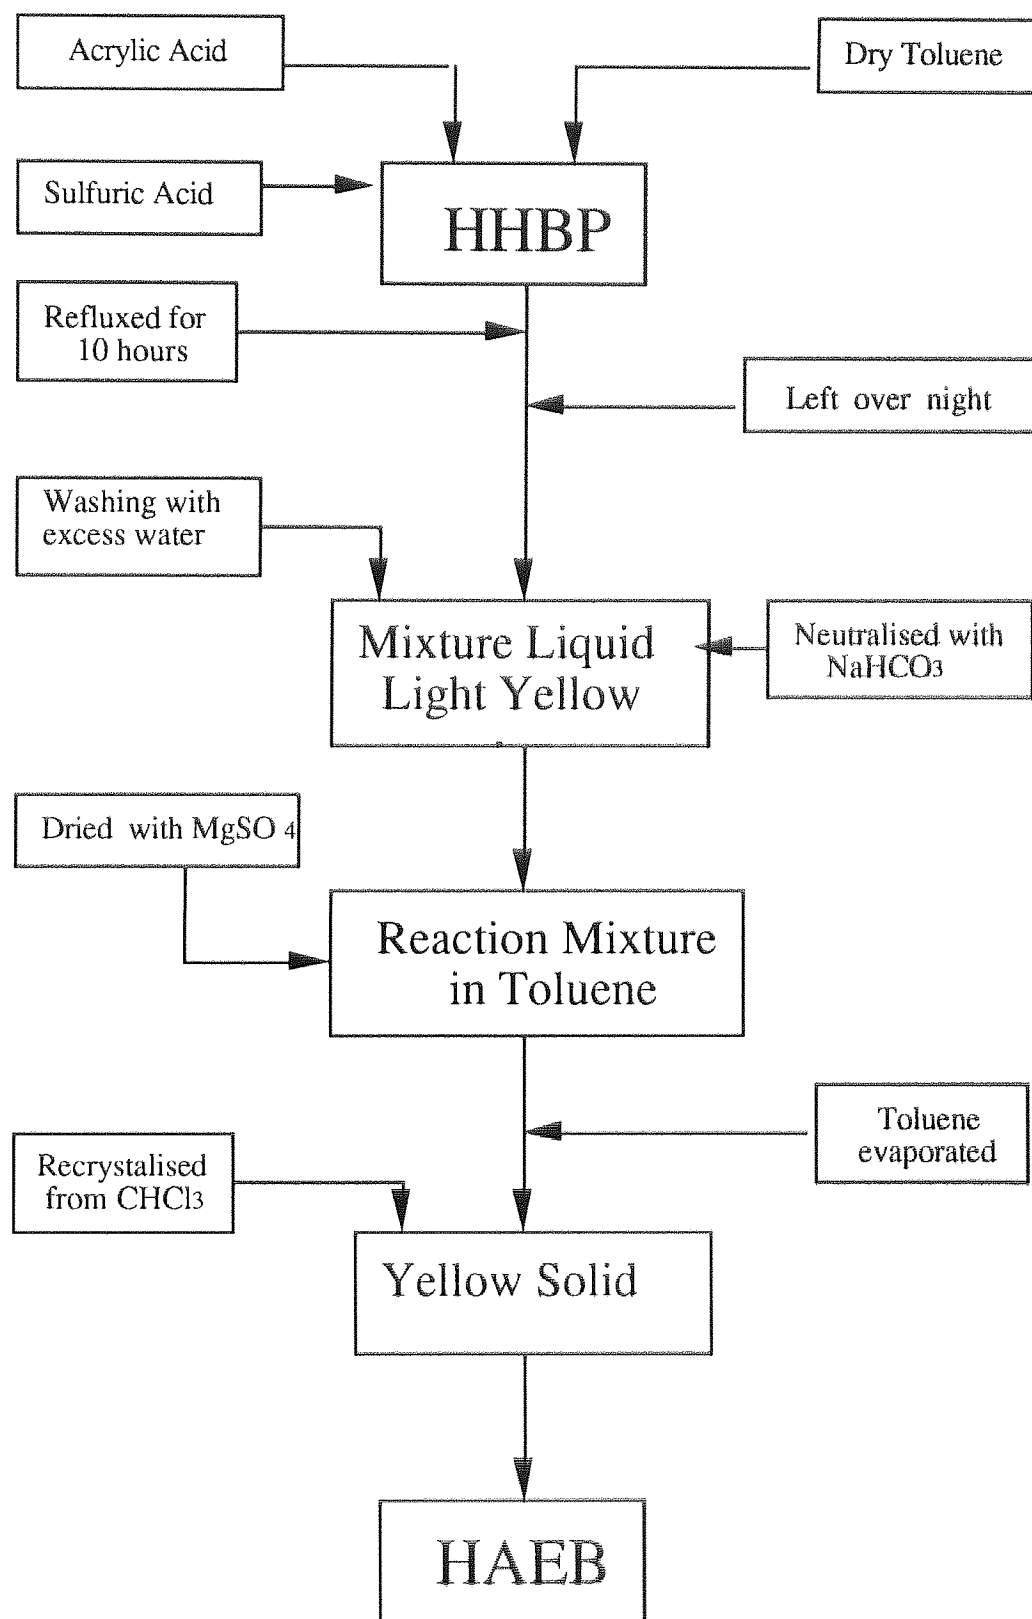 Acrylic Acid
Dry Toluene
Sulfuric Acid
HHBP
Refluxed for
10 hours
Left over night
Washing with
excess water
Mixture Liquid
Light Yellow
Neutralised with
NaHCO3
Dried with MgSO 4
Reaction Mixture
in Toluene
Toluene
evaporated
Recrystalised
from CHCl3
Yellow Solid
HAEB